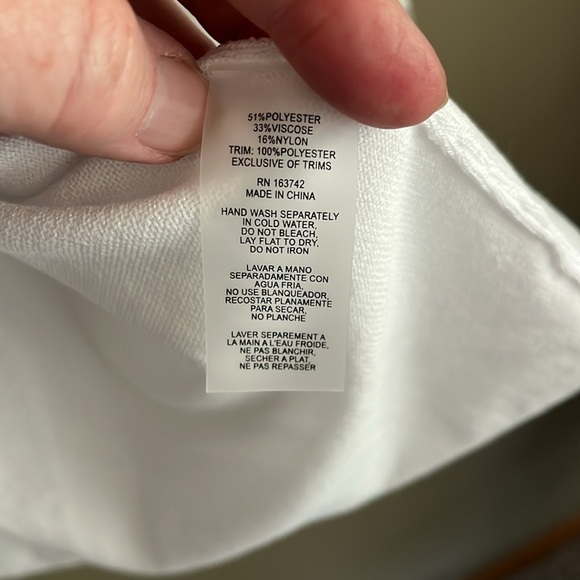 51%POLYESTER
33%VISCOSE
16%NYLON
TRIM: 100%POLYESTER
EXCLUSIVE OF TRIMS
RN 163742
MADE IN CHINA
HAND WASH SEPARATELY
IN COLD WATER,
DO NOT BLEACH,
LAY FLAT TO DRY.
DO NOT IRON
LAVAR A MANO
SEPARADAMENTE CON
AGUA FRIA,
NO USE BLANQUEADOR,
RECOSTAR PLANAMENTE
PARA SECAR,
NO PLANCHE
LAVER SEPAREMENT A
LA MAIN A L'EAU FROIDE,
NE PAS BLANCHIR,
SECHER A PLAT,
NE PAS REPASSER